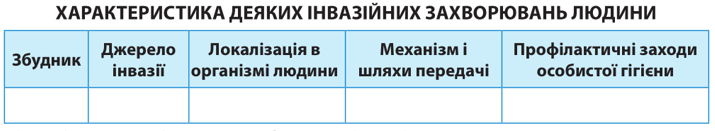 ХАРАКТЕРИСТИКА ДЕЯКИХ ІНВАЗІЙНИХ ЗАХВОРЮВАНЬ ЛЮДИНИ
Збудник
Джерело
інвазії
Локалізація в
організмі людини
Механізм і
шляхи передачі
Профілактичні заходи
особистої гігієни